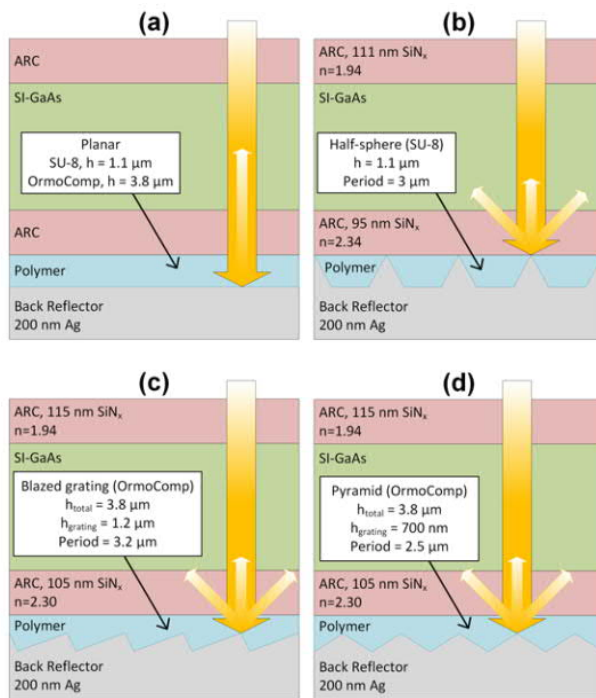 (a)
ARC
SI-GaAs
Planar
SU-8, h = 1.1 μm
OrmoComp, h = 3.8 μm
ARC
Polymer
Back Reflector
200 nm Ag
(b)
ARC, 111 nm SiNₓ
n=1.94
SI-GaAs
Half-sphere (SU-8)
h = 1.1 μm
Period = 3 μm
ARC, 95 nm SiNₓ
n=2.34
Polymer
Back Reflector
200 nm Ag
(c)
ARC, 115 nm SiNₓ
n=1.94
SI-GaAs
Blazed grating (OrmoComp)
h_total = 3.8 μm
h_grating = 1.2 μm
Period = 3.2 μm
ARC, 105 nm SiNₓ
n=2.30
Polymer
Back Reflector
200 nm Ag
(d)
ARC, 115 nm SiNₓ
n=1.94
SI-GaAs
Pyramid (OrmoComp)
h_total = 3.8 μm
h_grating = 700 nm
Period = 2.5 μm
ARC, 105 nm SiNₓ
n=2.30
Polymer
Back Reflector
200 nm Ag